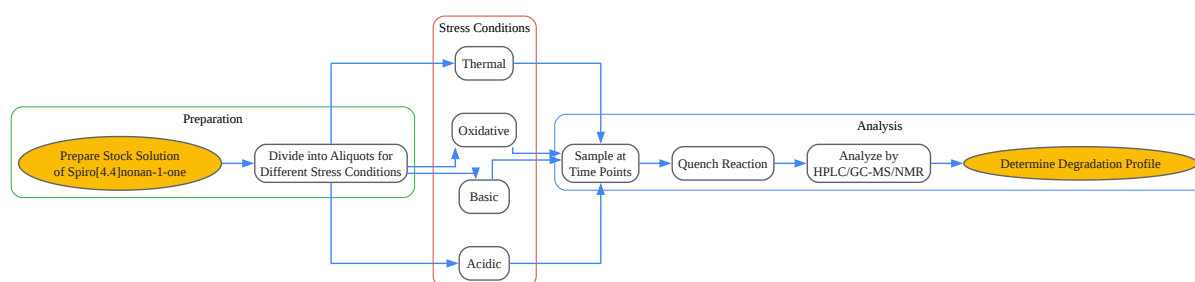 Stress Conditions
Thermal
Preparation
Analysis
Oxidative
Prepare Stock Solution
of Spiro[4.4]nonan-1-one
Divide into Aliquots for
Different Stress Conditions
Sample at
Time Points
Quench Reaction
Analyze by
HPLC/GC-MS/NMR
Determine Degradation Profile
Basic
Acidic